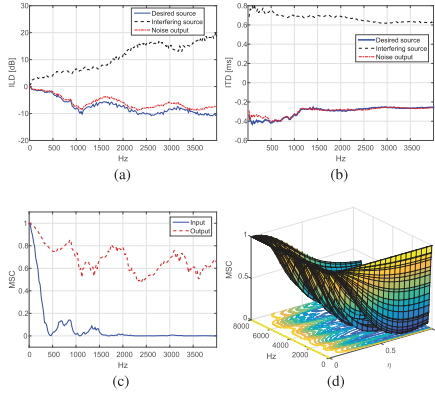 Desired source
Interfering source
Noise output
ILD [dB]
30
20
10
0
-10
-20
0 500 1000 1500 2000 2500 3000 3500
Hz
(a)
Desired source
Interfering source
Noise output
ITD [ms]
0.8
0.6
0.4
0.2
0
-0.2
-0.4
-0.6
0 500 1000 1500 2000 2500 3000 3500
Hz
(b)
Input
Output
MSC
1
0.8
0.6
0.4
0.2
0
0 500 1000 1500 2000 2500 3000 3500
Hz
(c)
MSC
1
0.5
0
8000
6000
4000
2000
0
Hz
0
0.5
1
η
(d)